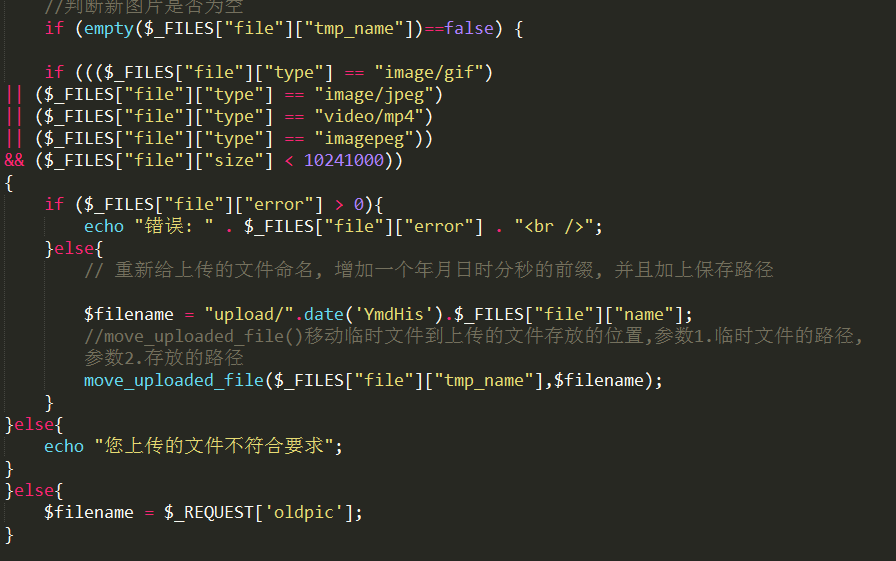 //判断新图片是否为空
if (empty($_FILES["file"]["tmp_name"])==false) {
if ((($_FILES["file"]["type"] == "image/gif")
|| ($_FILES["file"]["type"] == "image/jpeg")
|| ($_FILES["file"]["type"] == "video/mp4")
|| ($_FILES["file"]["type"] == "imagepeg"))
&& ($_FILES["file"]["size"] < 10241000))
{
if ($_FILES["file"]["error"] > 0){
echo "错误: " . $_FILES["file"]["error"] . "<br />";
}else{
// 重新给上传的文件命名, 增加一个年月日时分秒的前缀, 并且加上保存路径
$filename = "upload/".date('YmdHis').$_FILES["file"]["name"];
//move_uploaded_file()移动临时文件到上传的文件存放的位置,参数1.临时文件的路径,
参数2.存放的路径
move_uploaded_file($_FILES["file"]["tmp_name"],$filename);
}
}else{
echo "您上传的文件不符合要求";
}
}else{
$filename = $_REQUEST['oldpic'];
}